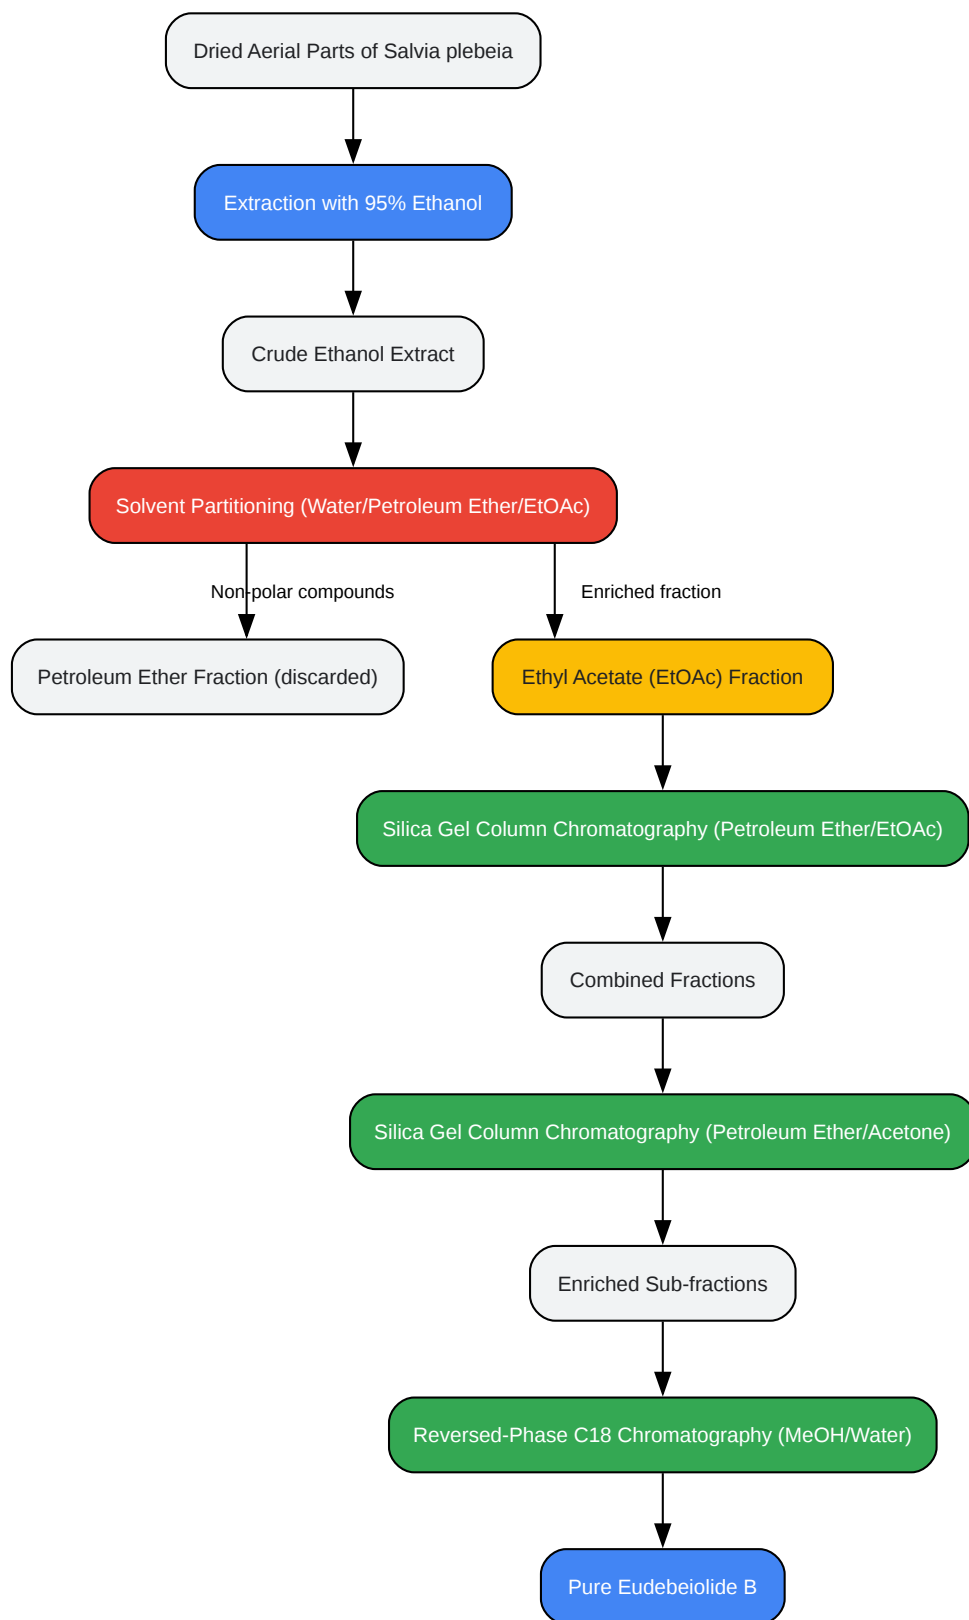 Dried Aerial Parts of Salvia plebeia
Extraction with 95% Ethanol
Crude Ethanol Extract
Solvent Partitioning (Water/Petroleum Ether/EtOAc)
Non-polar compounds
Enriched fraction
Petroleum Ether Fraction (discarded)
Ethyl Acetate (EtOAc) Fraction
Silica Gel Column Chromatography (Petroleum Ether/EtOAc)
Combined Fractions
Silica Gel Column Chromatography (Petroleum Ether/Acetone)
Enriched Sub-fractions
Reversed-Phase C18 Chromatography (MeOH/Water)
Pure Eudebeiolide B